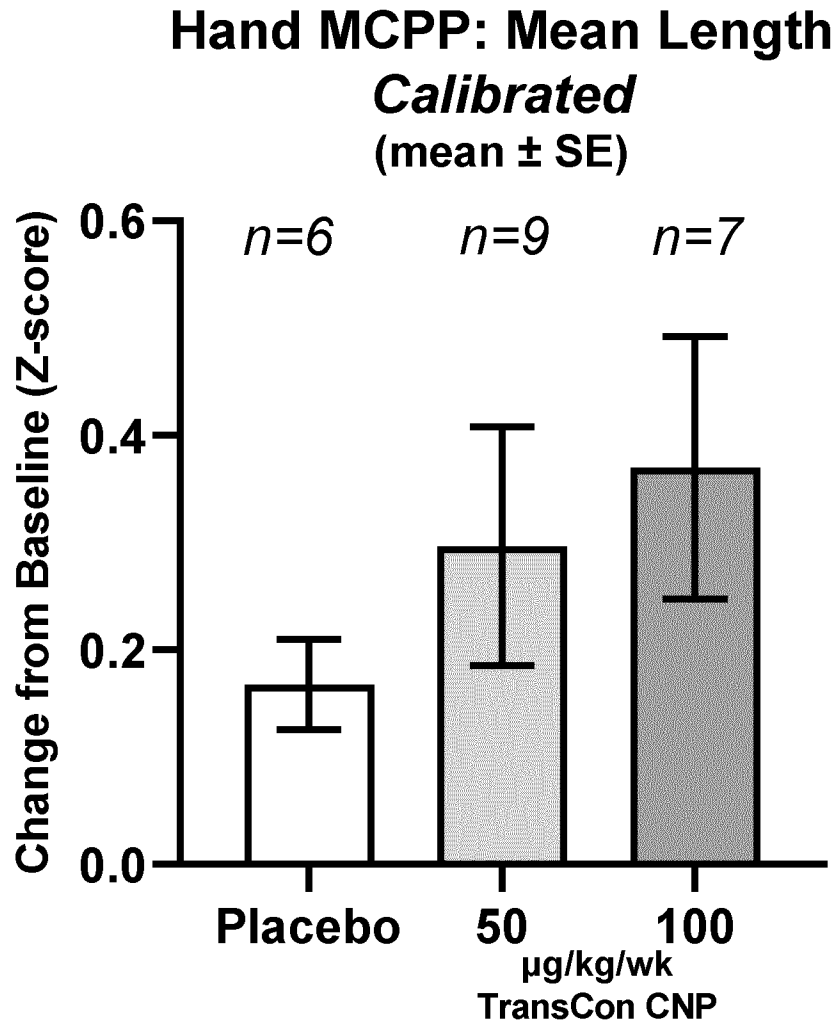 Hand MCPP: Mean Length
Calibrated
(mean ± SE)
Change from Baseline (Z-score)
0.6
0.4
0.2
0.0
n=6
n=9
n=7
Placebo
50
100
µg/kg/wk
TransCon CNP